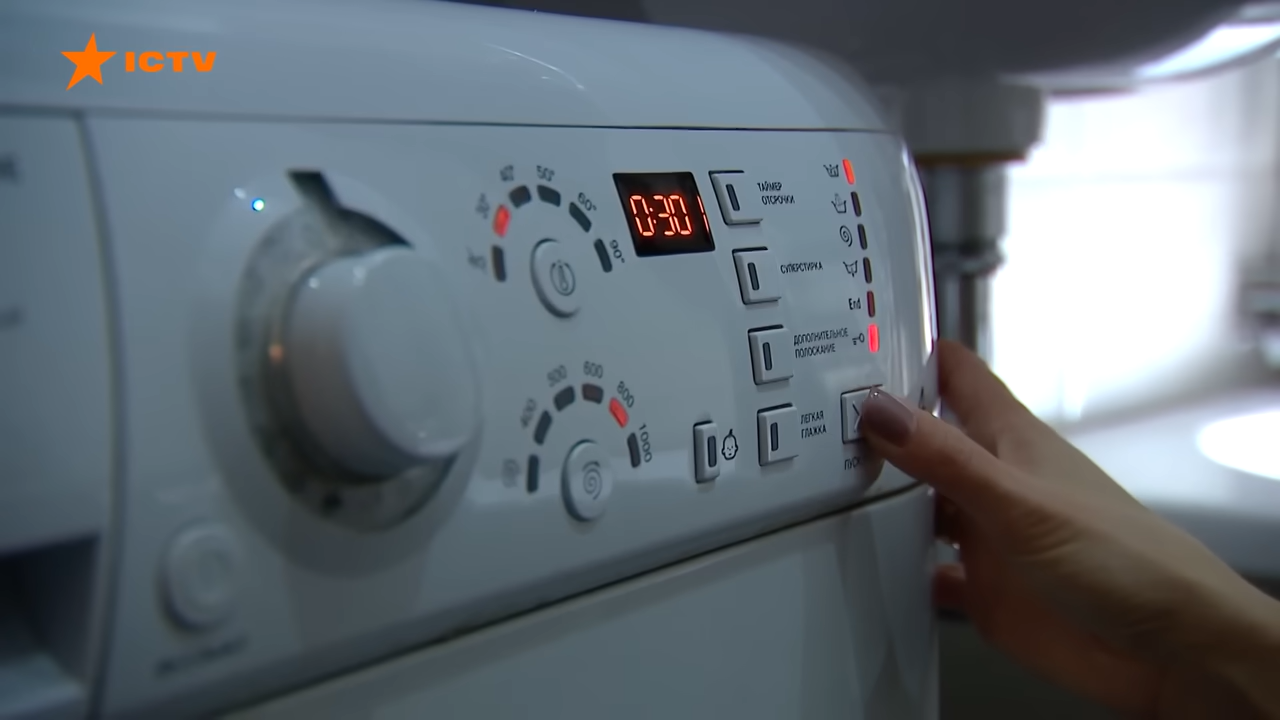 ICTV
40°
50°
60°
90°
0:30
ТАЙМЕР
ОТСРОЧКИ
СУПЕРСТИРКА
End
ДОПОЛНИТЕЛЬНОЕ
ПОЛОСКАНИЕ
400
500
600
800
1000
ЛЕГКАЯ
ГЛАЖКА